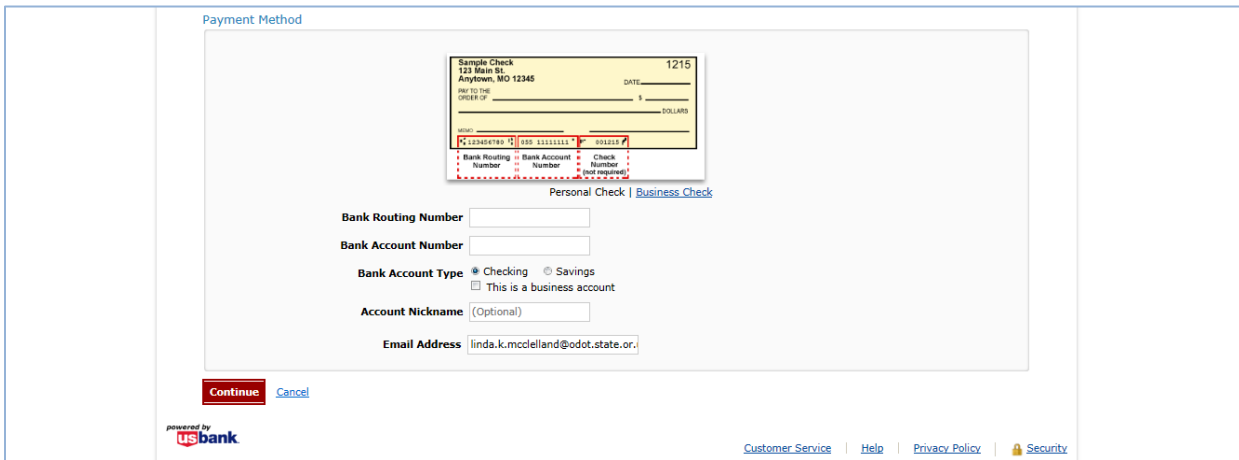 Payment Method
Sample Check
1215
123 Main St.
Anytown, MO 12345
DATE
PAY TO THE
ORDER OF
$
DOLLARS
MEMO
123456780 055 11111111 001215
Bank Routing Number
Bank Account Number
Check Number (not required)
Personal Check | Business Check
Bank Routing Number
Bank Account Number
Bank Account Type Checking Savings
This is a business account
Account Nickname (Optional)
Email Address linda.k.mcclelland@odot.state.or.
Continue Cancel
powered by
usbank.
Customer Service | Help | Privacy Policy | Security